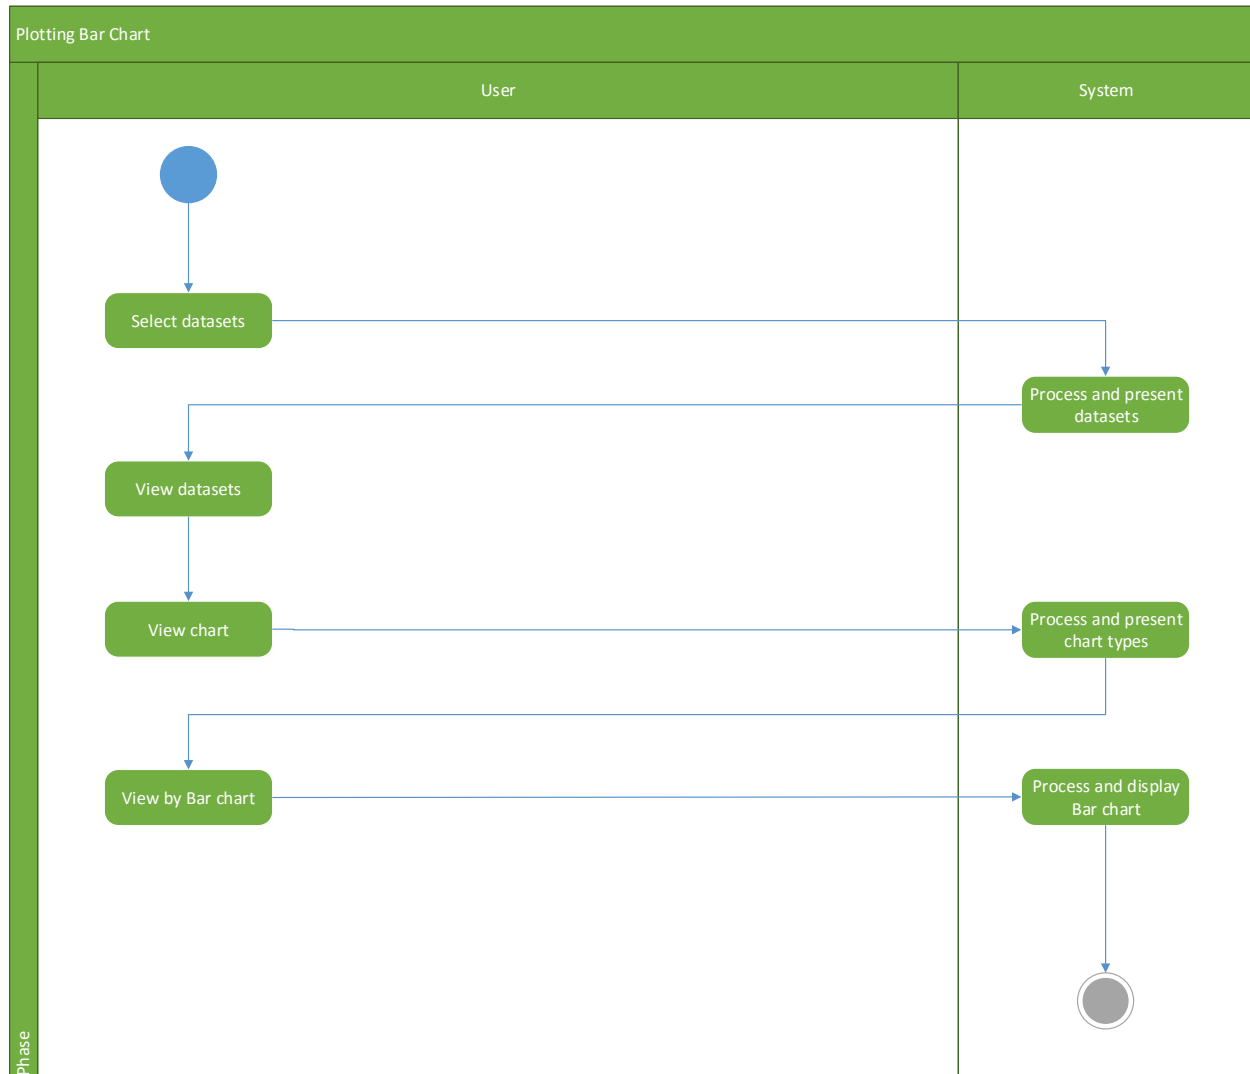 Plotting Bar Chart
User
System
Select datasets
Process and present
datasets
View datasets
View chart
Process and present
chart types
View by Bar chart
Process and display
Bar chart
Phase